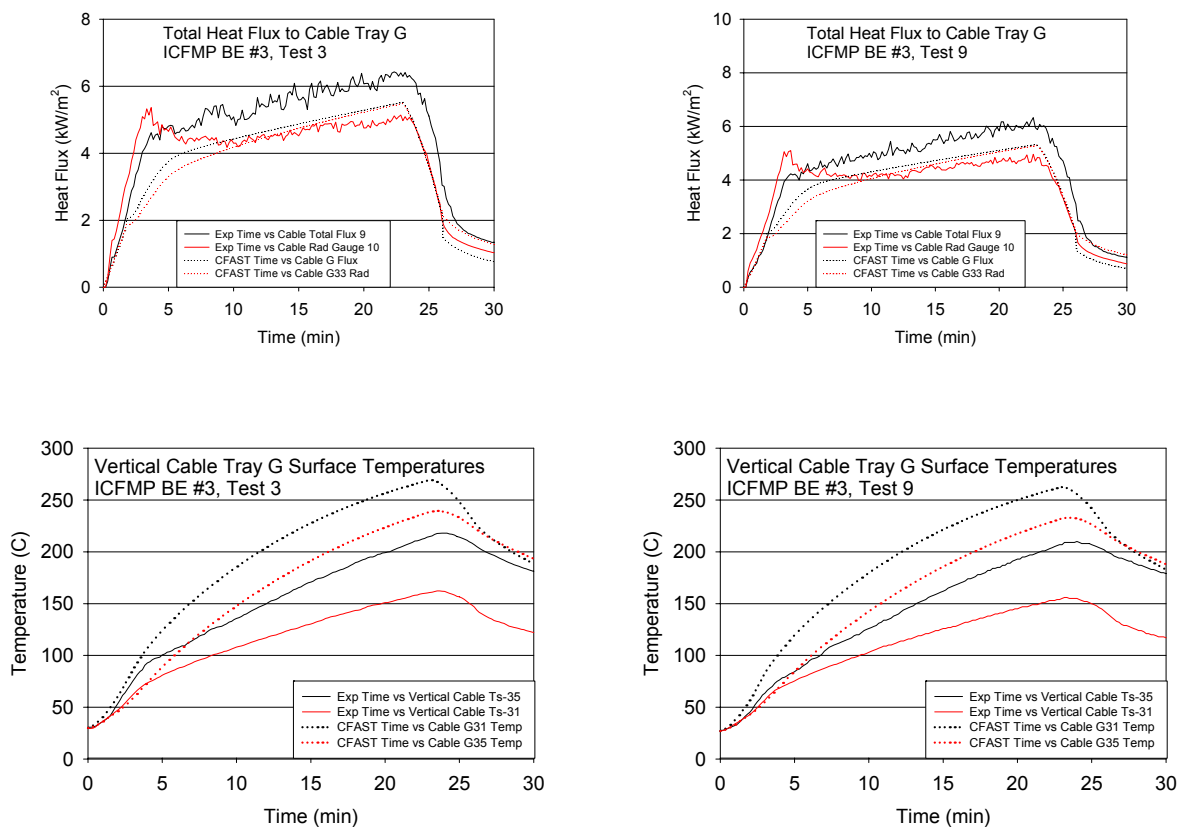 Total Heat Flux to Cable Tray G
ICFMP BE #3, Test 3
Heat Flux (kW/m²)
8
6
4
2
0
Exp Time vs Cable Total Flux 9
Exp Time vs Cable Rad Gauge 10
CFAST Time vs Cable G Flux
CFAST Time vs Cable G33 Rad
0 5 10 15 20 25 30
Time (min)
Total Heat Flux to Cable Tray G
ICFMP BE #3, Test 9
Heat Flux (kW/m²)
10
8
6
4
2
0
Exp Time vs Cable Total Flux 9
Exp Time vs Cable Rad Gauge 10
CFAST Time vs Cable G Flux
CFAST Time vs Cable G33 Rad
0 5 10 15 20 25 30
Time (min)
Vertical Cable Tray G Surface Temperatures
ICFMP BE #3, Test 3
Temperature (C)
300
250
200
150
100
50
0
Exp Time vs Vertical Cable Ts-35
Exp Time vs Vertical Cable Ts-31
CFAST Time vs Cable G31 Temp
CFAST Time vs Cable G35 Temp
0 5 10 15 20 25 30
Time (min)
Vertical Cable Tray G Surface Temperatures
ICFMP BE #3, Test 9
Temperature (C)
300
250
200
150
100
50
0
Exp Time vs Vertical Cable Ts-35
Exp Time vs Vertical Cable Ts-31
CFAST Time vs Cable G31 Temp
CFAST Time vs Cable G35 Temp
0 5 10 15 20 25 30
Time (min)